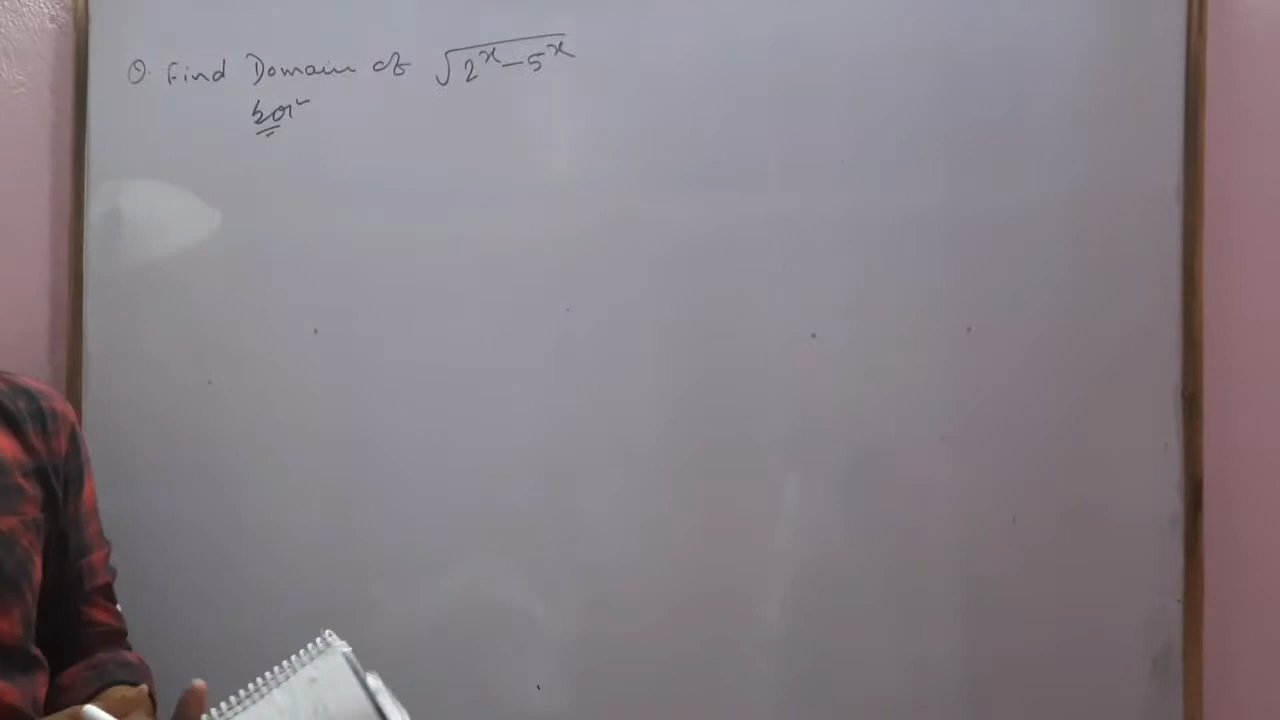 Q. Find Domain of √(2^x - 5^x)
Sol^n